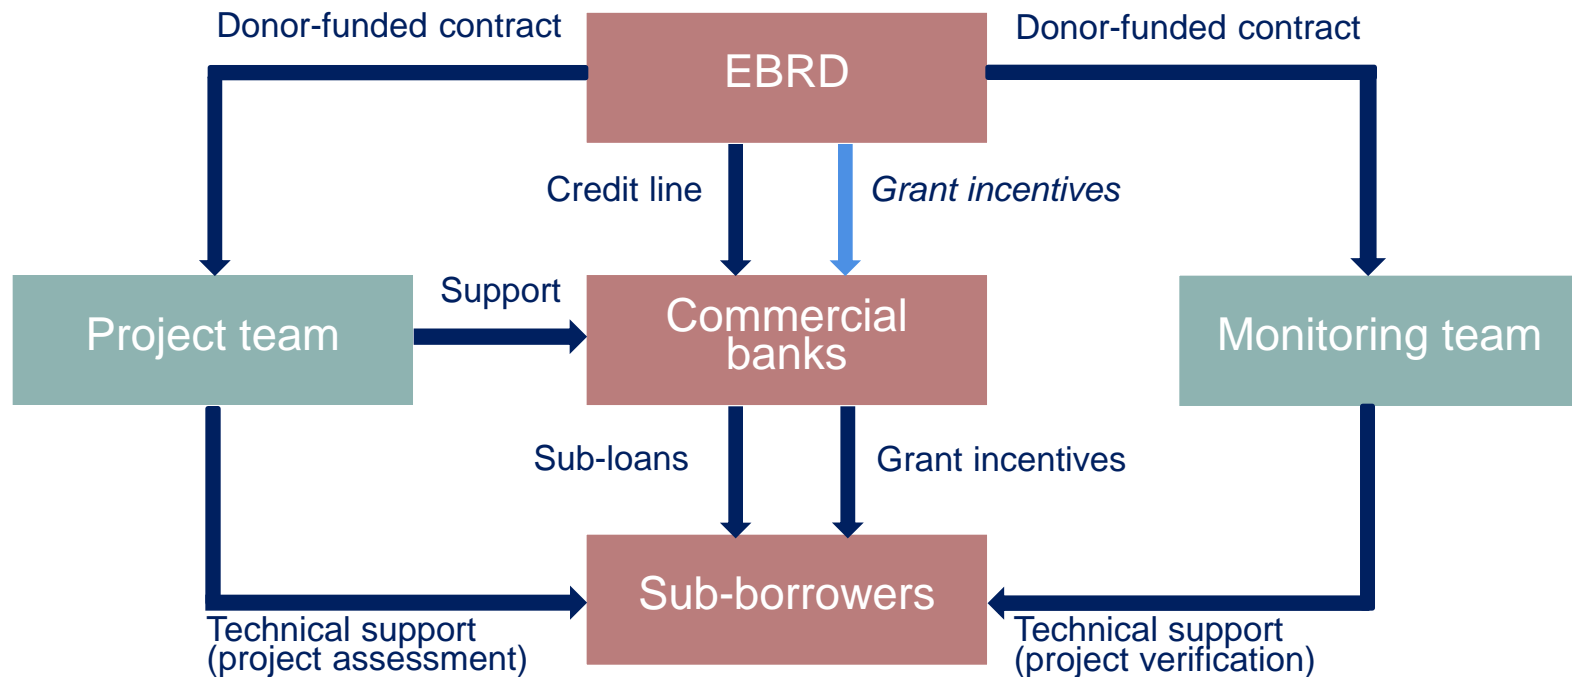 Donor-funded contract
EBRD
Donor-funded contract
Credit line
Grant incentives
Project team
Support
Commercial
banks
Monitoring team
Sub-loans
Grant incentives
Sub-borrowers
Technical support
(project assessment)
Technical support
(project verification)